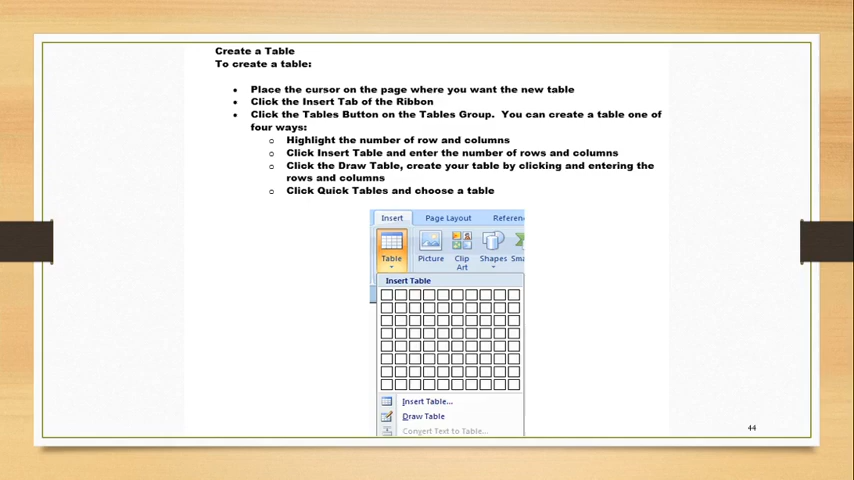 Create a Table
To create a table:
• Place the cursor on the page where you want the new table
• Click the Insert Tab of the Ribbon
• Click the Tables Button on the Tables Group.  You can create a table one of
four ways:
o Highlight the number of row and columns
o Click Insert Table and enter the number of rows and columns
o Click the Draw Table, create your table by clicking and entering the
rows and columns
o Click Quick Tables and choose a table
Insert Page Layout Referen
Table Picture Clip Art Shapes Sma
Insert Table
Insert Table...
Draw Table
Convert Text to Table...
44